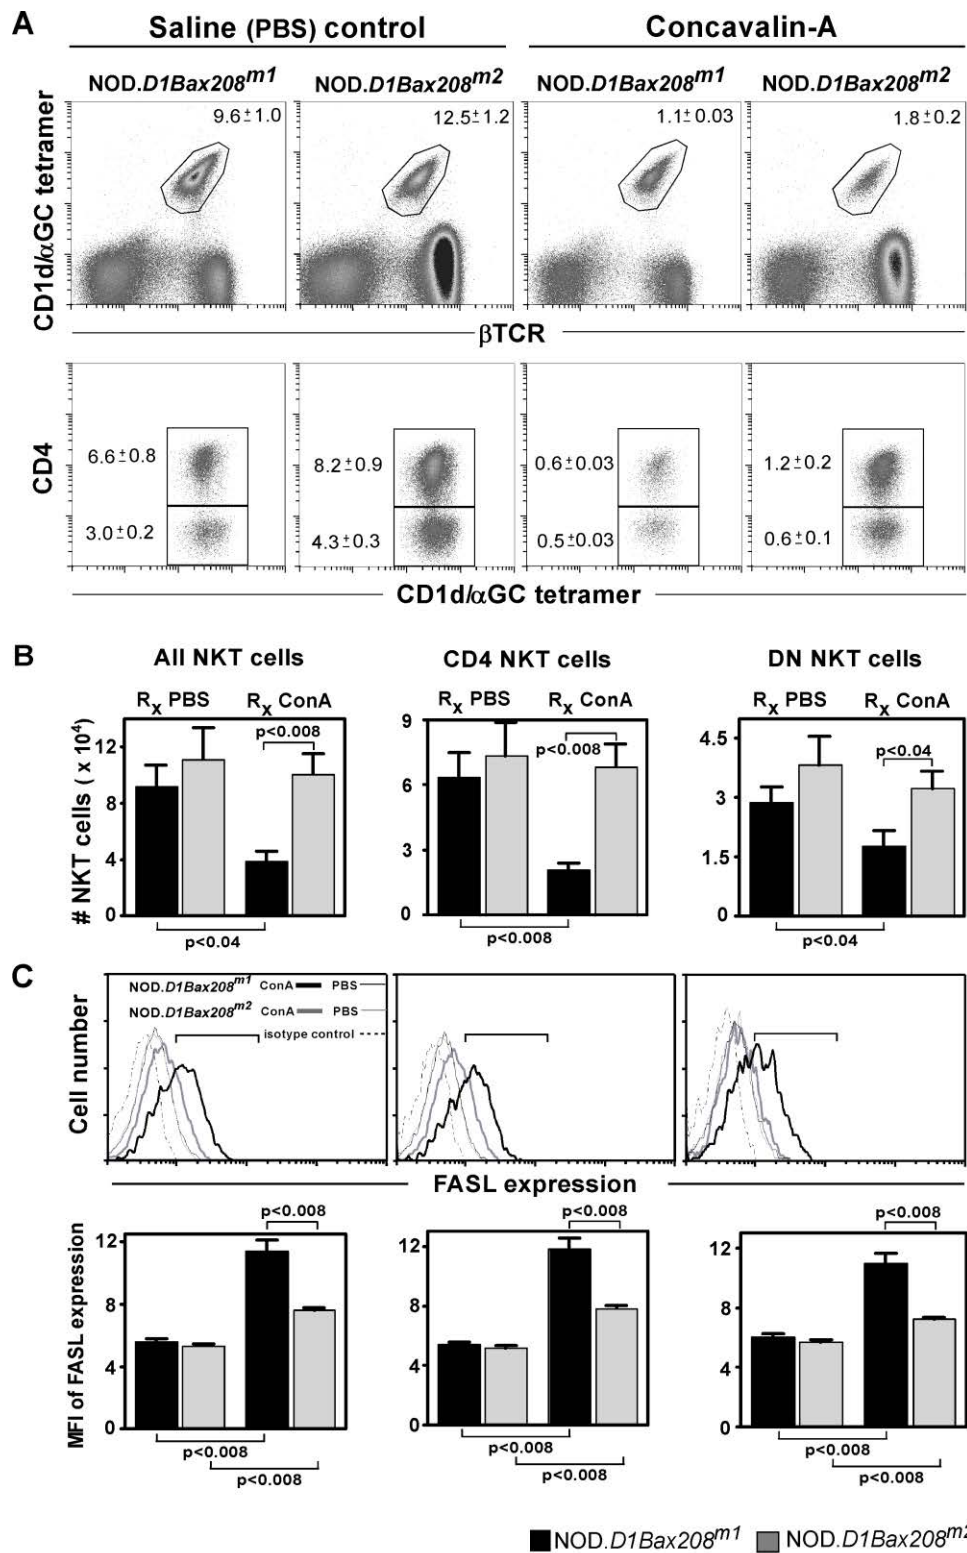 A
Saline (PBS) control
Concavalin-A
NOD.D1Bax208m1
NOD.D1Bax208m2
NOD.D1Bax208m1
NOD.D1Bax208m2
9.6±1.0
12.5±1.2
1.1±0.03
1.8±0.2
CD1d/αGC tetramer
βTCR
CD4
6.6±0.8
8.2±0.9
0.6±0.03
1.2±0.2
3.0±0.2
4.3±0.3
0.5±0.03
0.6±0.1
CD1d/αGC tetramer
B
All NKT cells
CD4 NKT cells
DN NKT cells
Rx PBS
Rx ConA
Rx PBS
Rx ConA
Rx PBS
Rx ConA
# NKT cells ( x 104)
12
8
4
0
p<0.008
p<0.04
9
6
3
0
p<0.008
p<0.008
4.5
3
1.5
0
p<0.04
p<0.04
C
NOD.D1Bax208m1 ConA PBS
NOD.D1Bax208m2 ConA PBS
isotype control
Cell number
FASL expression
MFI of FASL expression
12
8
4
0
p<0.008
p<0.008
p<0.008
12
8
4
0
p<0.008
p<0.008
p<0.008
12
8
4
0
p<0.008
p<0.008
p<0.008
NOD.D1Bax208m1
NOD.D1Bax208m2